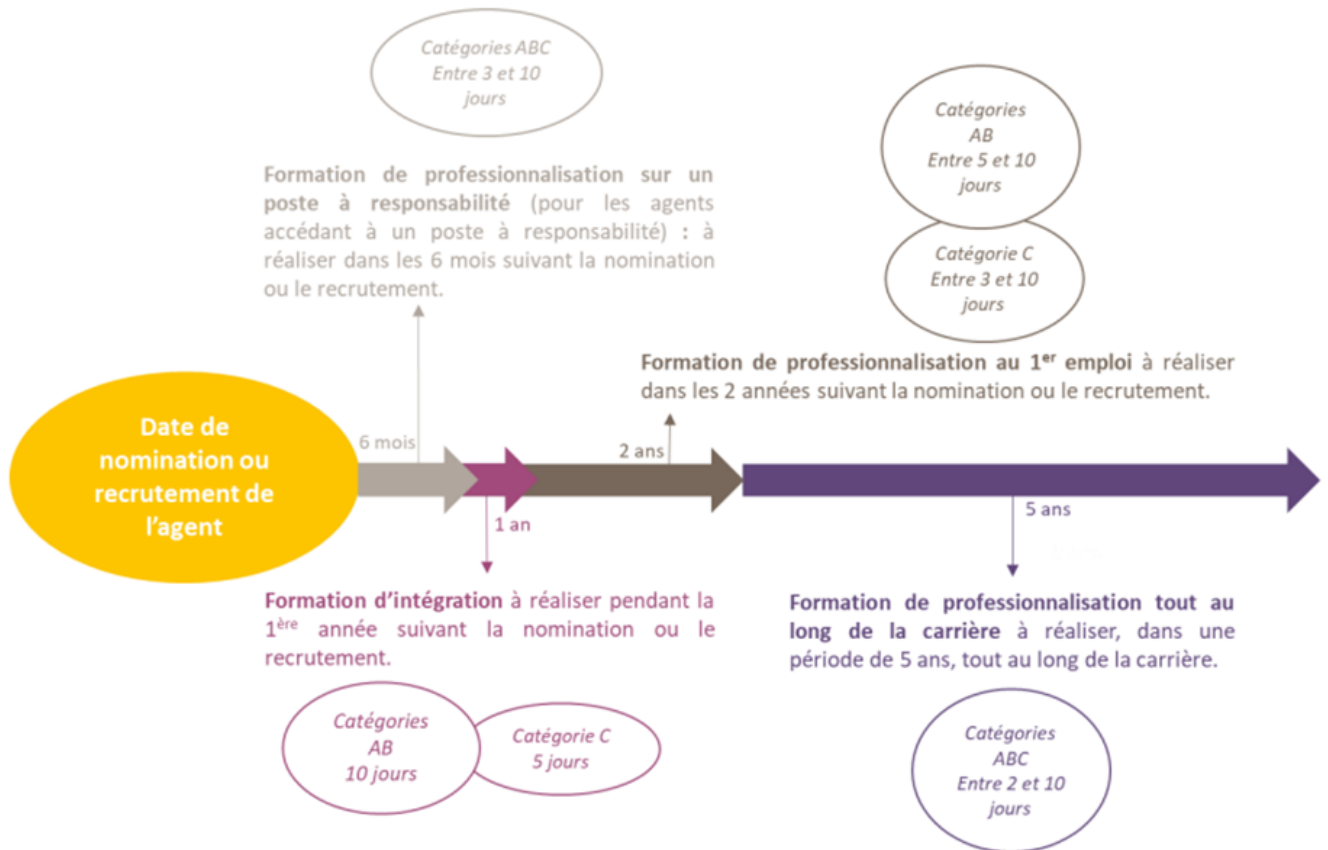 Catégories ABC
Entre 3 et 10
jours
Catégories
AB
Entre 5 et 10
jours
Formation de professionnalisation sur un
poste à responsabilité (pour les agents
accédant à un poste à responsabilité) : à
réaliser dans les 6 mois suivant la nomination
ou le recrutement.
Catégorie C
Entre 3 et 10
jours
Formation de professionnalisation au 1er emploi à réaliser
dans les 2 années suivant la nomination ou le recrutement.
Date de
nomination ou
recrutement de
l'agent
6 mois
2 ans
1 an
5 ans
Formation d'intégration à réaliser pendant la
1ère année suivant la nomination ou le
recrutement.
Formation de professionnalisation tout au
long de la carrière à réaliser, dans une
période de 5 ans, tout au long de la carrière.
Catégories
AB
10 jours
Catégorie C
5 jours
Catégories
ABC
Entre 2 et 10
jours